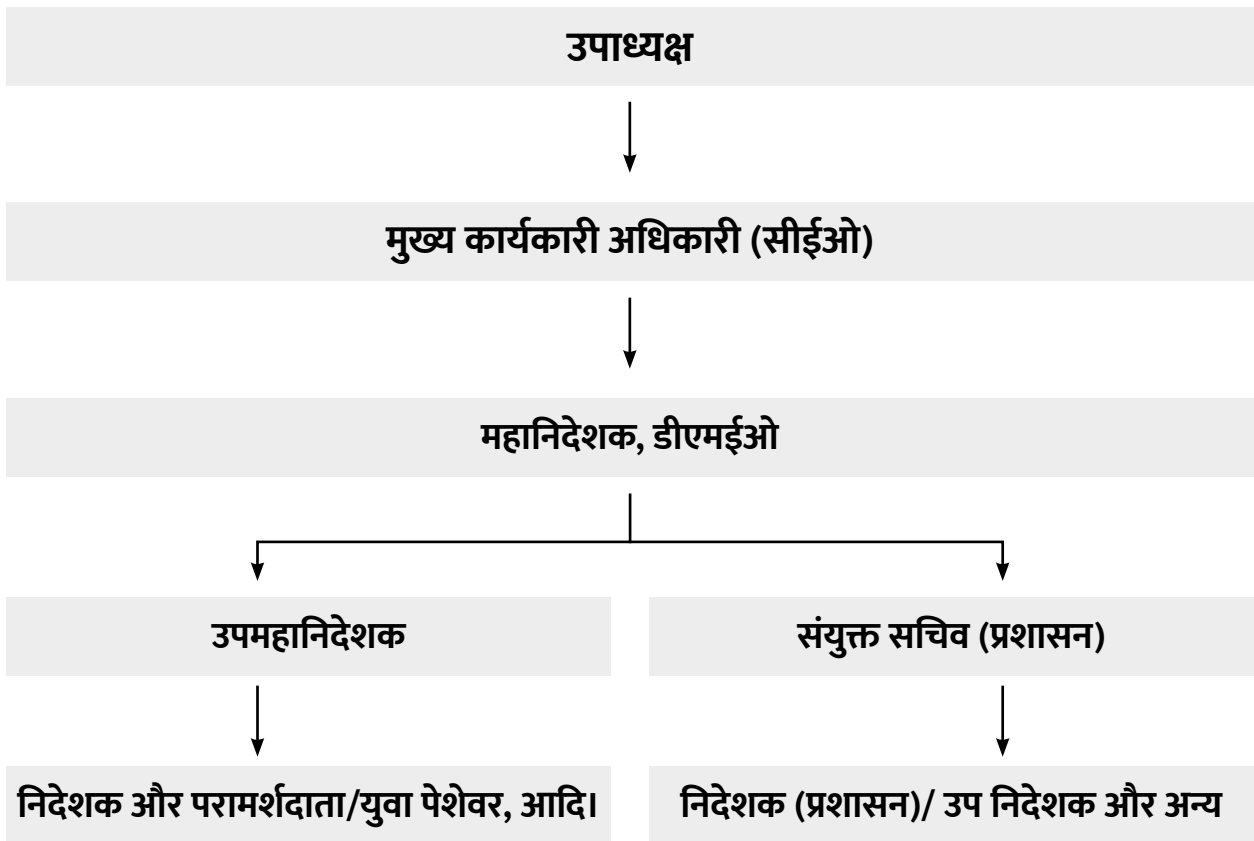 उपाध्यक्ष
मुख्य कार्यकारी अधिकारी (सीईओ)
महानिदेशक, डीएमईओ
उपमहानिदेशक
संयुक्त सचिव (प्रशासन)
निदेशक और परामर्शदाता/युवा पेशेवर, आदि।
निदेशक (प्रशासन)/ उप निदेशक और अन्य